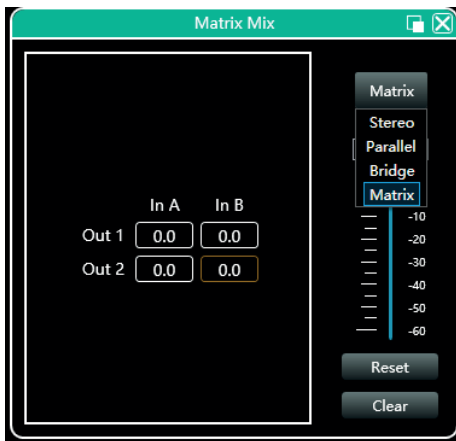 Matrix Mix
Matrix
Stereo
Parallel
Bridge
Matrix
In A In B
Out 1 0.0 0.0
Out 2 0.0 0.0
-10
-20
-30
-40
-50
-60
Reset
Clear